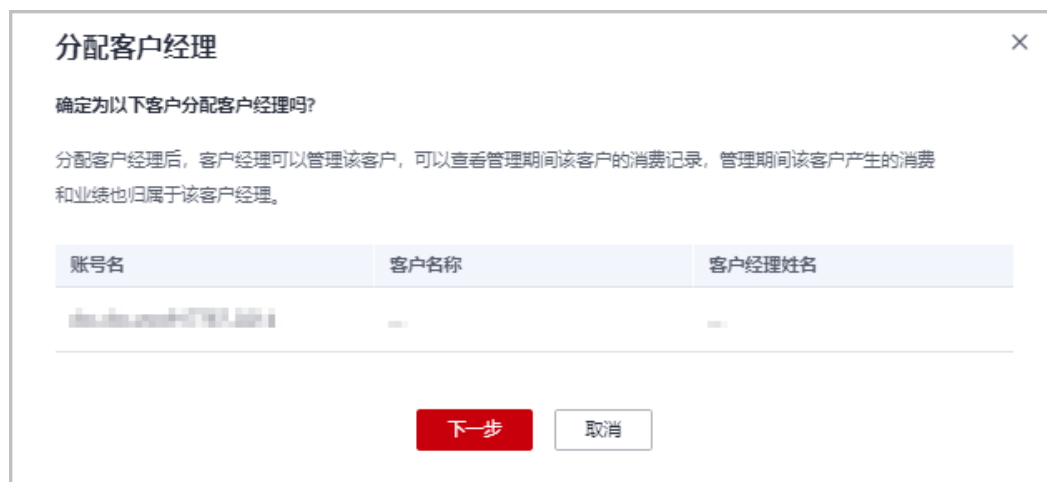 分配客户经理
确定为以下客户分配客户经理吗?
分配客户经理后，客户经理可以管理该客户，可以查看管理期间该客户的消费记录，管理期间该客户产生的消费
和业绩也归属于该客户经理。
账号名 客户名称 客户经理姓名
下一步 取消